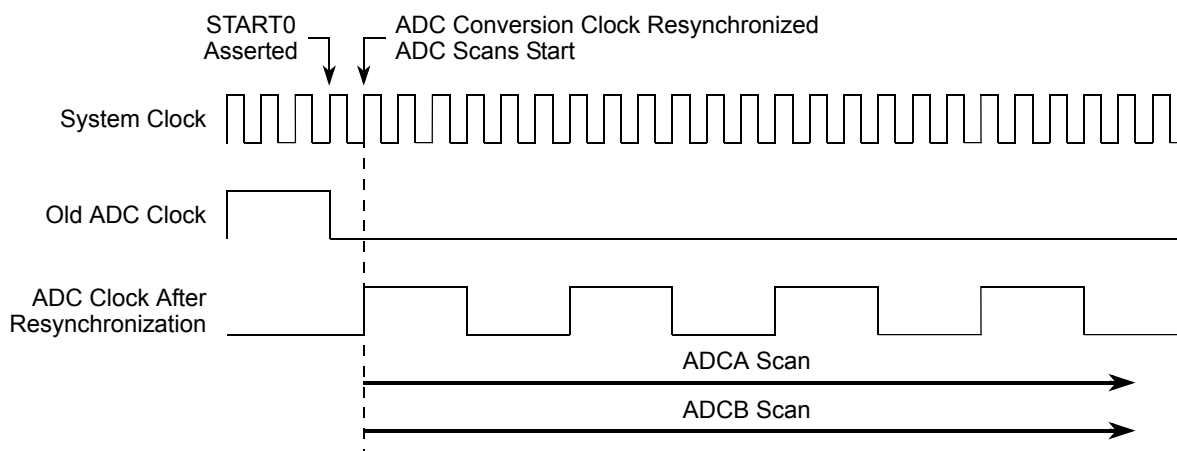 START0
Asserted
ADC Conversion Clock Resynchronized
ADC Scans Start
System Clock
Old ADC Clock
ADC Clock After
Resynchronization
ADCA Scan
ADCB Scan